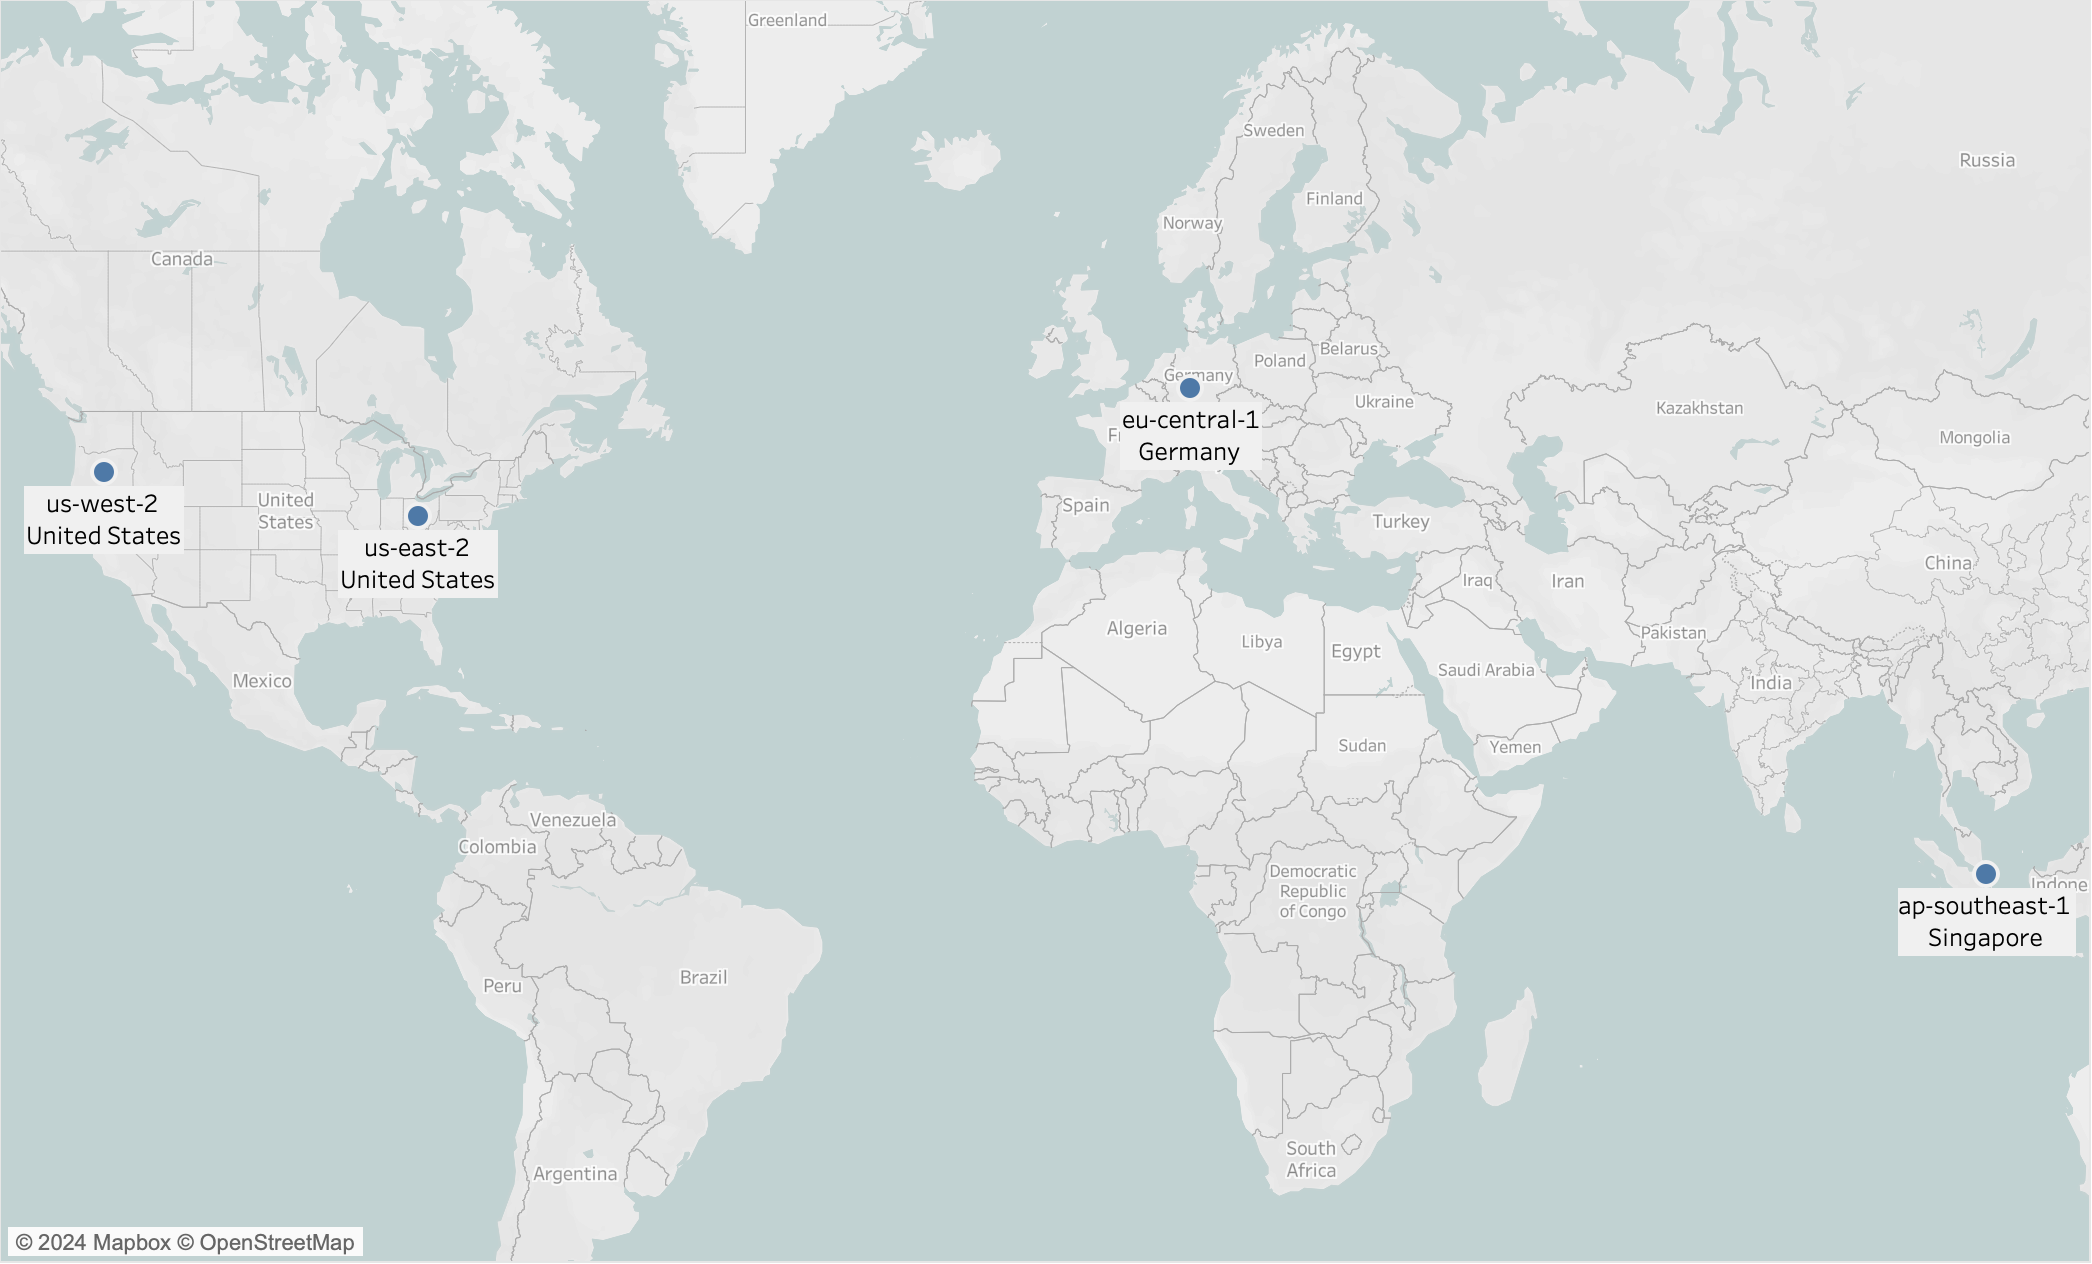 Greenland
Sweden
Russia
Finland
Norway
Canada
Belarus
Poland
Germany
Ukraine
Kazakhstan
eu-central-1
Germany
Mongolia
us-west-2
United States
United
States
Spain
Turkey
us-east-2
United States
China
Iraq
Iran
Algeria
Libya
Egypt
Pakistan
Saudi Arabia
Mexico
India
Sudan
Yemen
Venezuela
Colombia
Democratic
Republic
of Congo
Indone
ap-southeast-1
Singapore
Brazil
Peru
South
Africa
Argentina
© 2024 Mapbox © OpenStreetMap